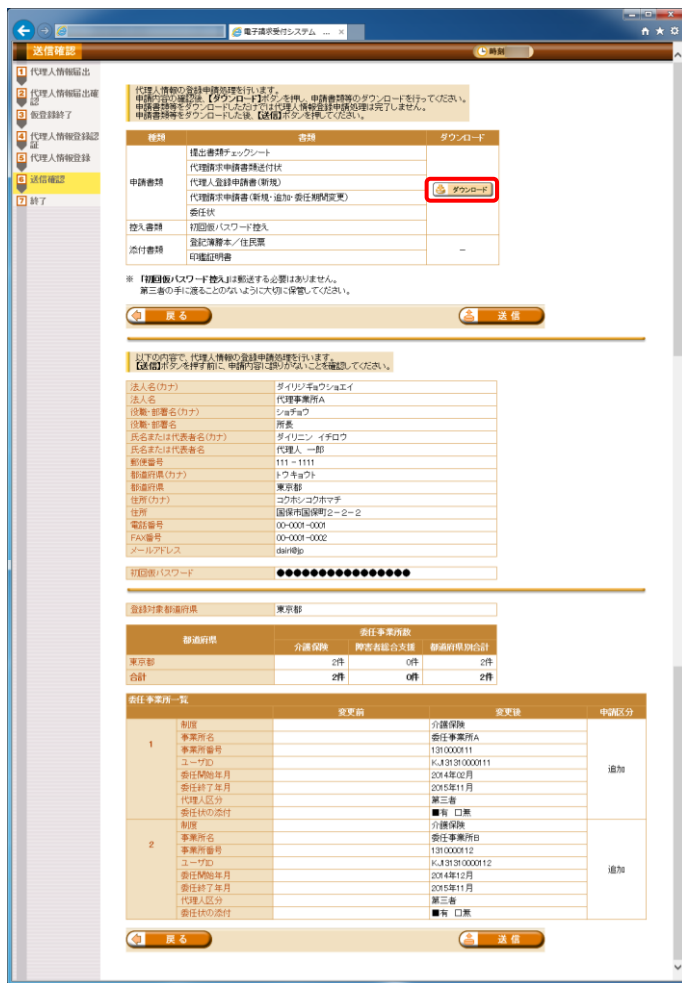 電子請求受付システム ...
送信確認
時刻
1 代理人情報届出
2 代理人情報届出確認
3 仮登録終了
4 代理人情報登録認証
5 代理人情報登録
6 送信確認
7 終了
代理人情報の登録申請処理を行います。
申請内容の確認後、【ダウンロード】ボタンを押し、申請書類等のダウンロードを行ってください。
申請書類等をダウンロードしただけでは代理人情報登録申請処理は完了しません。
申請書類等をダウンロードした後、【送信】ボタンを押してください。
種類 書類 ダウンロード
申請書類 提出書類チェックシート
代理請求申請書類送付状
代理人登録申請書(新規)
代理請求申請書(新規・追加・委任期間変更)
委任状
ダウンロード
控え書類 初回仮パスワード控え
添付書類 登記簿謄本／住民票
印鑑証明書
－
※ 「初回仮パスワード控え」は郵送する必要はありません。
第三者の手に渡ることのないように大切に保管してください。
戻る 送信
以下の内容で、代理人情報の登録申請処理を行います。
【送信】ボタンを押す前に、申請内容に誤りがないことを確認してください。
法人名(カナ) ダイリジギョウショエイ
法人名 代理事業所A
役職・部署名(カナ) ショチョウ
役職・部署名 所長
氏名または代表者名(カナ) ダイリニン イチロウ
氏名または代表者名 代理人 一郎
郵便番号 111－1111
都道府県(カナ) トウキョウト
都道府県 東京都
住所(カナ) コクホシコクホマチ
住所 国保市国保町２－２－２
電話番号 00-0001-0001
FAX番号 00-0001-0002
メールアドレス dairi@jp
初回仮パスワード ●●●●●●●●●●●●●●●●
登録対象都道府県 東京都
都道府県 委任事業所数
介護保険 障害者総合支援 都道府県別合計
東京都 2件 0件 2件
合計 2件 0件 2件
委任事業所一覧
変更前 変更後 申請区分
1 制度 介護保険
事業所名 委任事業所A
事業所番号 1310000111
ユーザID KJ131310000111
委任開始年月 2014年02月
委任終了年月 2015年11月
代理人区分 第三者
委任状の添付 ■有 □無
追加
2 制度 介護保険
事業所名 委任事業所B
事業所番号 1310000112
ユーザID KJ131310000112
委任開始年月 2014年12月
委任終了年月 2015年11月
代理人区分 第三者
委任状の添付 ■有 □無
追加
戻る 送信